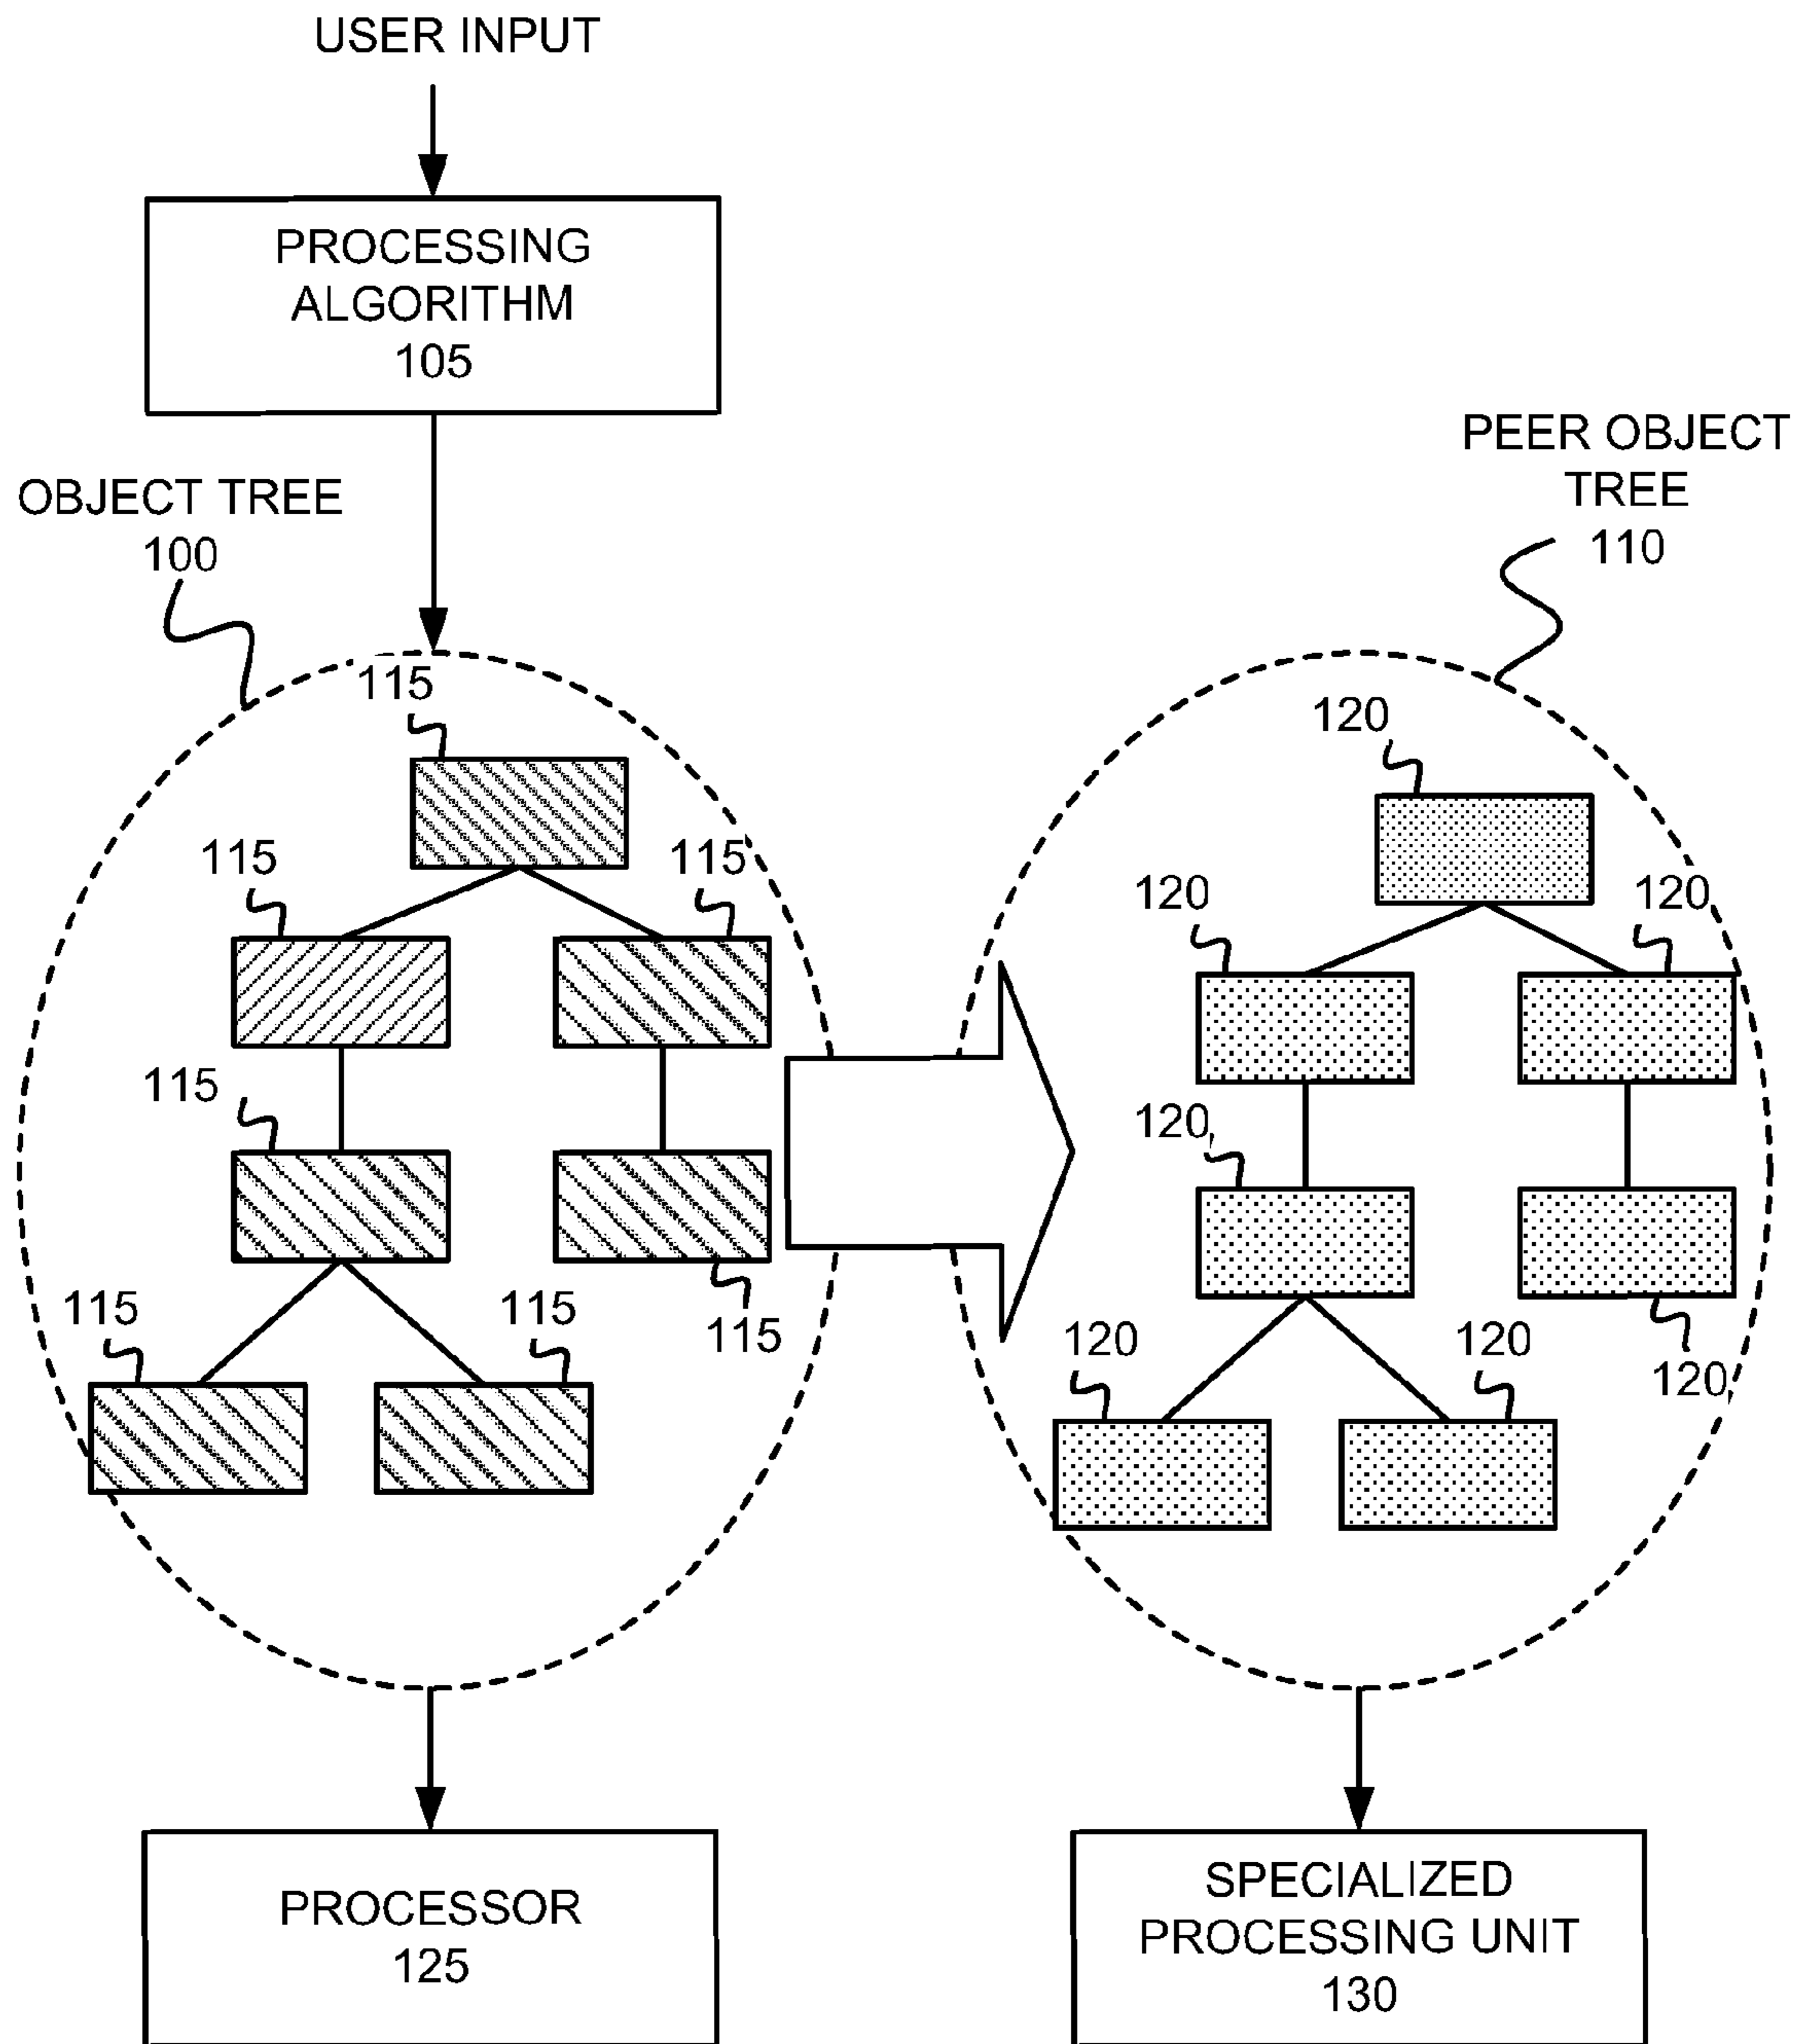 USER INPUT
PROCESSING
ALGORITHM
105
PEER OBJECT
TREE
110
OBJECT TREE
100
115
120
115
115
120
120
115
120
115
115
115
120
120
120
PROCESSOR
125
SPECIALIZED
PROCESSING UNIT
130